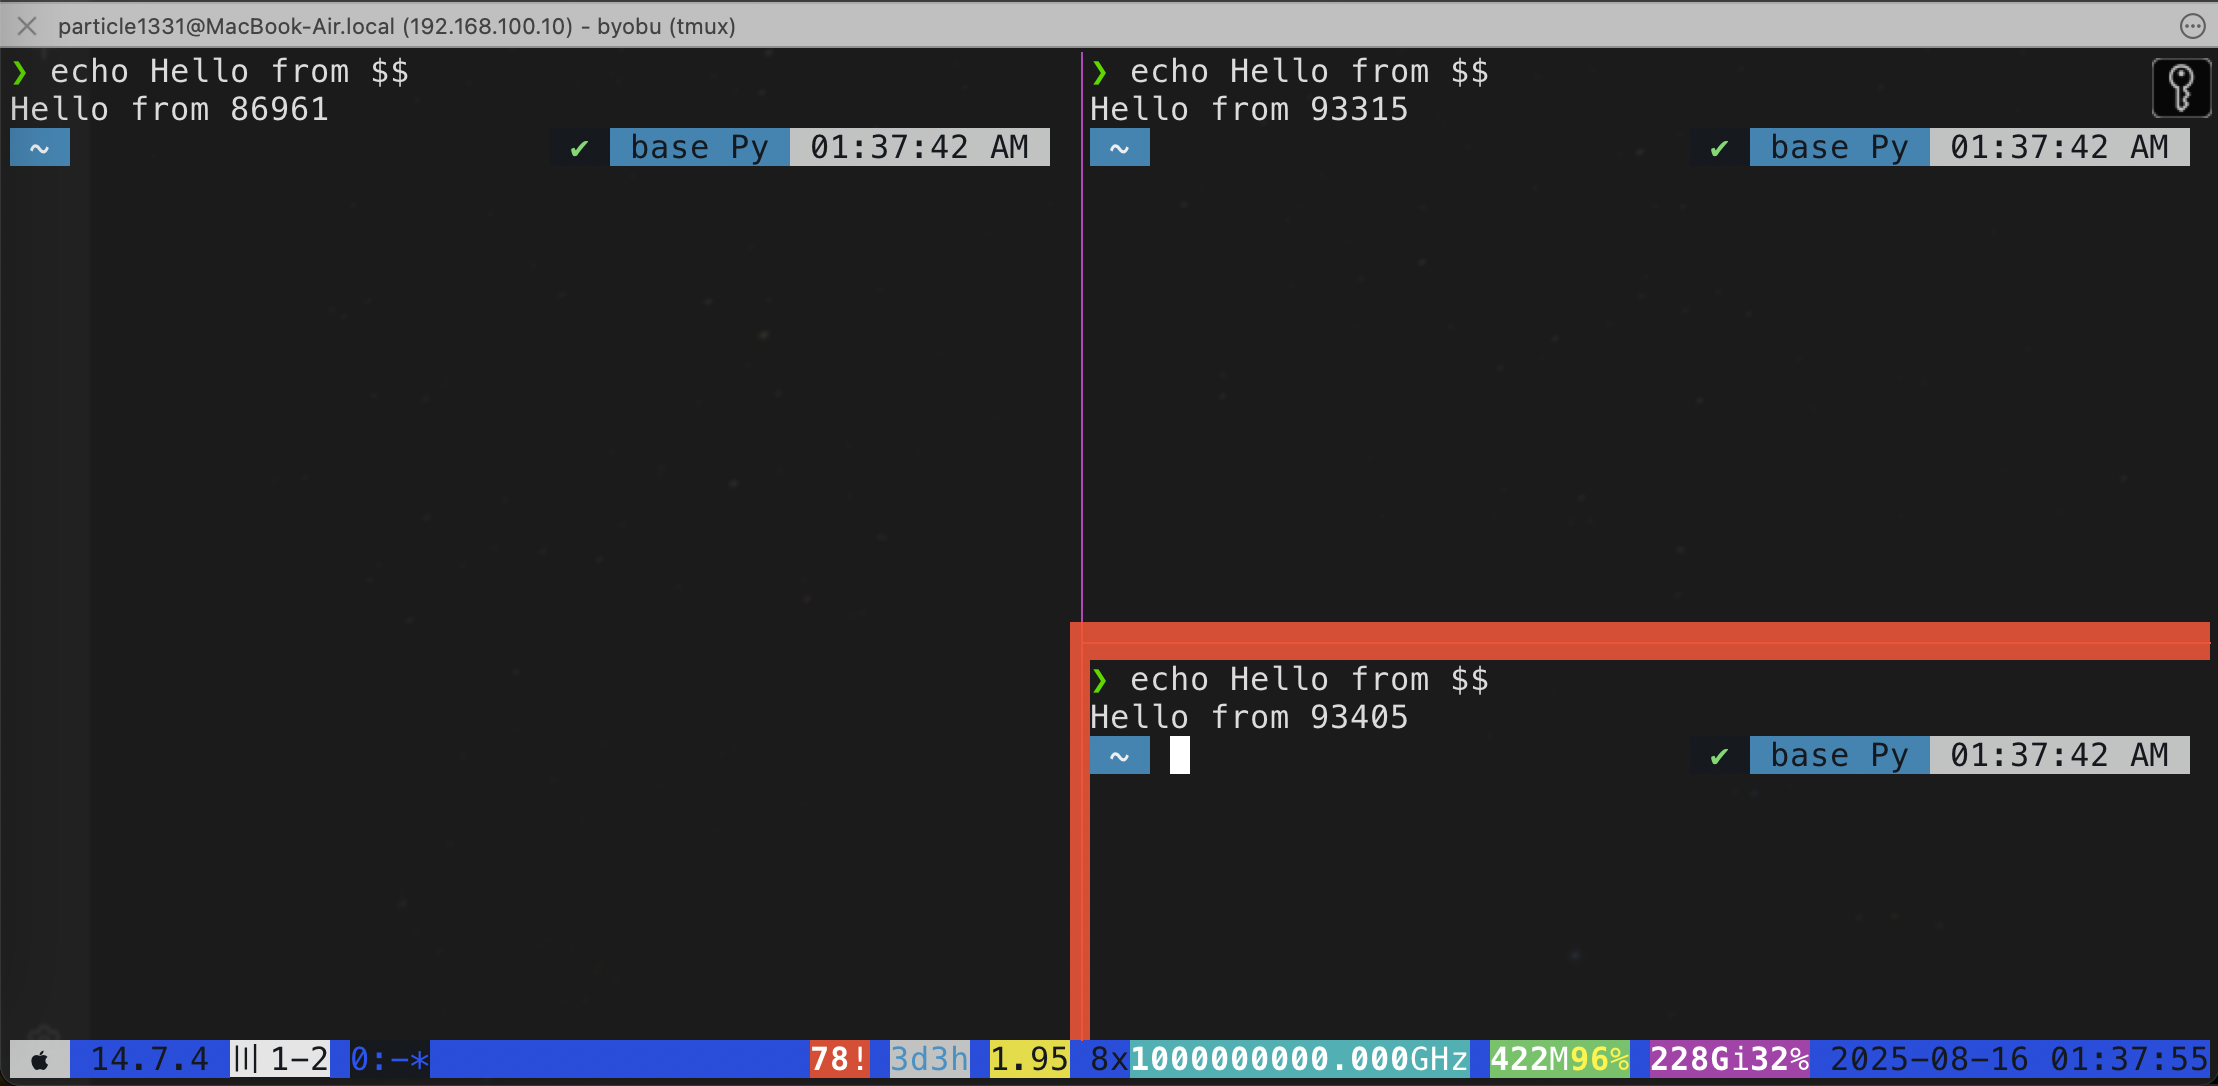 particle1331@MacBook-Air.local (192.168.100.10) - byobu (tmux)
❯ echo Hello from $$
Hello from 86961
~ ✔ base Py 01:37:42 AM
❯ echo Hello from $$
Hello from 93315
~ ✔ base Py 01:37:42 AM
❯ echo Hello from $$
Hello from 93405
~ ✔ base Py 01:37:42 AM
14.7.4 1-2 0:-* 78! 3d3h 1.95 8x1000000000.000GHz 422M96% 228Gi32% 2025-08-16 01:37:55